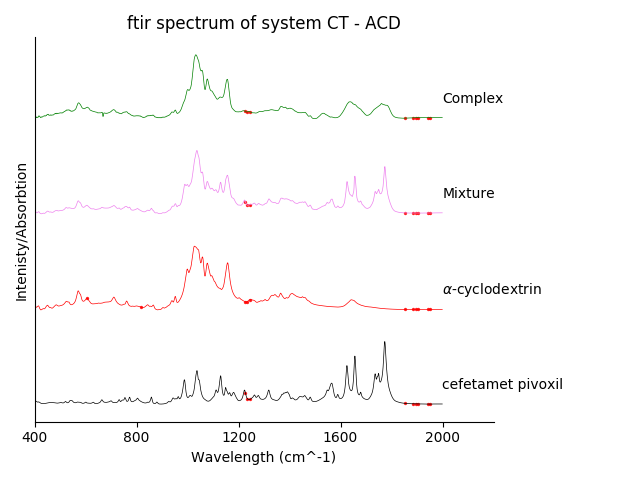 ftir spectrum of system CT - ACD
Intenisty/Absorbtion
Complex
Mixture
α-cyclodextrin
cefetamet pivoxil
400 800 1200 1600 2000
Wavelength (cm^-1)